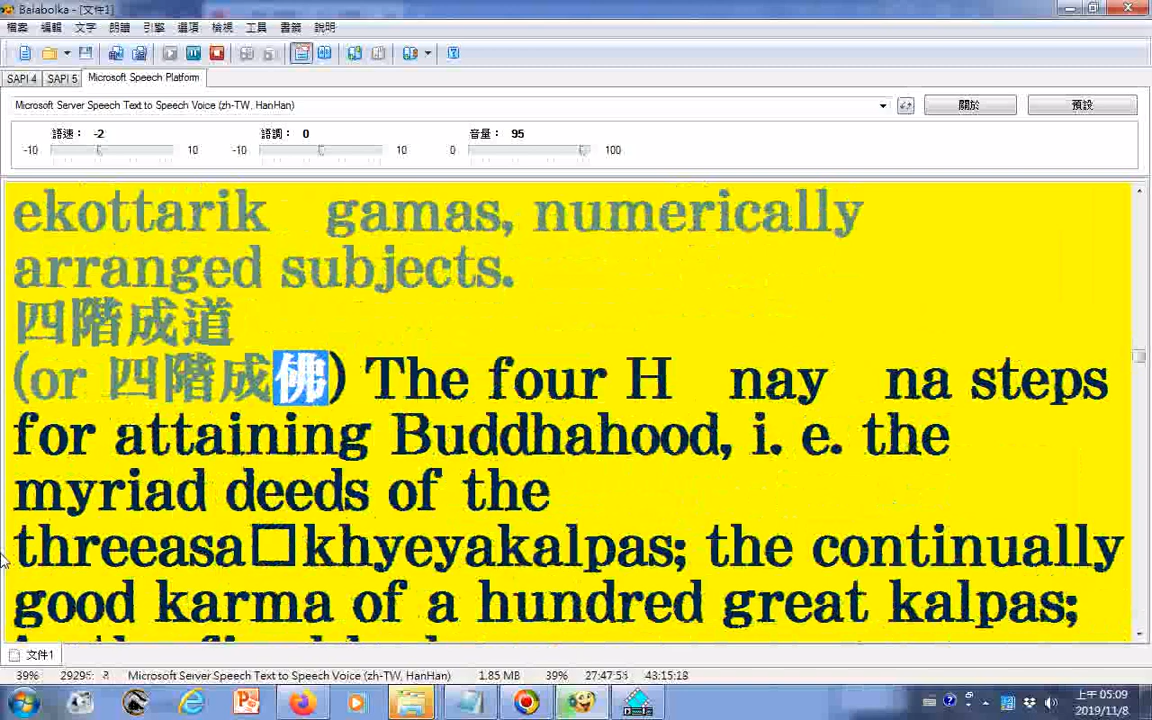 Balabolka - [文件1]
檔案 編輯 文字 朗讀 引擎 選項 檢視 工具 書籤 說明
SAPI 4 SAPI 5 Microsoft Speech Platform
Microsoft Server Speech Text to Speech Voice (zh-TW, HanHan)
關於 預設
語速： -2 語調： 0 音量： 95
-10 10 -10 10 0 100
ekottarik gamas, numerically
arranged subjects.
四階成道
(or 四階成佛) The four H nay na steps
for attaining Buddhahood, i. e. the
myriad deeds of the
threeasa□khyeyakalpas; the continually
good karma of a hundred great kalpas;
文件1
39% Microsoft Server Speech Text to Speech Voice (zh-TW, HanHan) 1.85 MB 39% 43:15:18
上午 05:09
2019/11/8